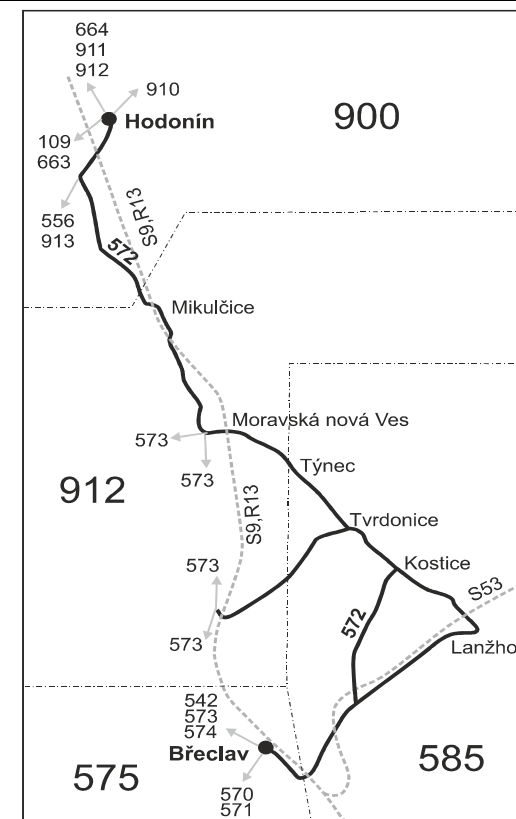 664
911
912
910
900
Hodonín
109
663
S9,R13
556
913
572
Mikulčice
Moravská nová Ves
573
573
Týnec
912
S9,R13
Tvrdonice
573
Kostice
S53
572
573
Lanžho
542
573
574
Břeclav
585
575
570
571